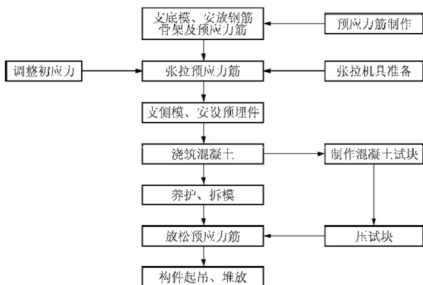 支底模、安放钢筋
骨架及预应力筋
预应力筋制作
调整初应力
张拉预应力筋
张拉机具准备
支侧模、安设预埋件
浇筑混凝土
制作混凝土试块
养护、拆模
放松预应力筋
压试块
构件起吊、堆放